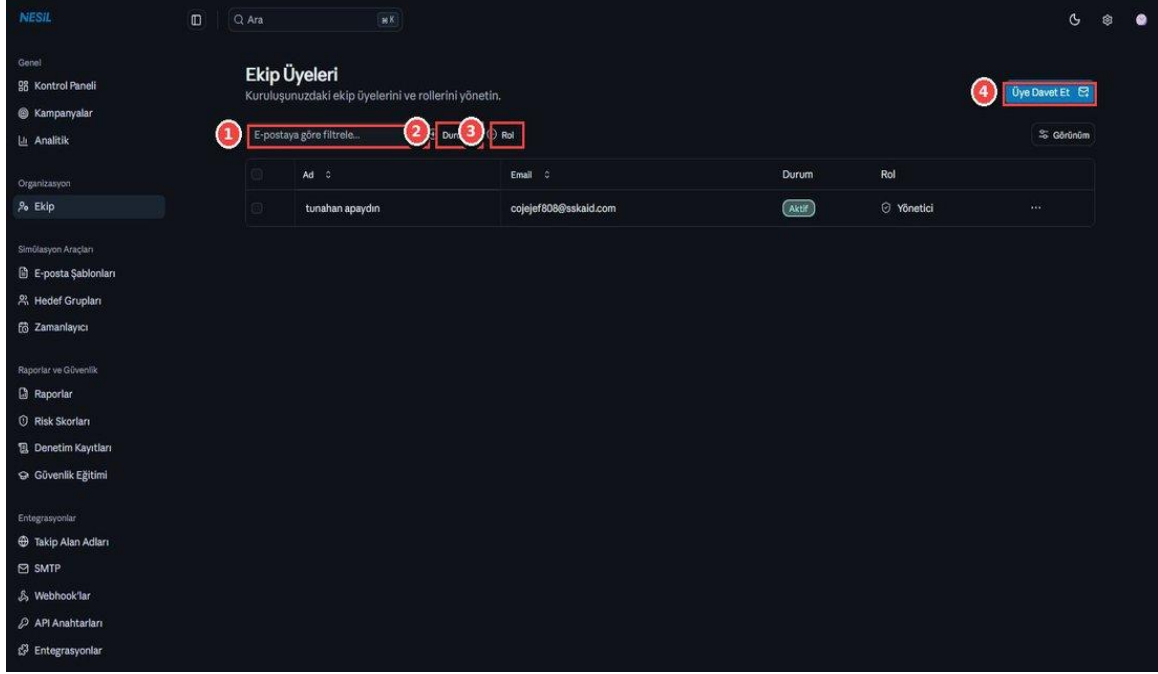 NESIL
Ara
⌘ K
Genel
Kontrol Paneli
Kampanyalar
Analitik
Organizasyon
Ekip
Simülasyon Araçları
E-posta Şablonları
Hedef Grupları
Zamanlayıcı
Raporlar ve Güvenlik
Raporlar
Risk Skorları
Denetim Kayıtları
Güvenlik Eğitimi
Entegrasyonlar
Takip Alan Adları
SMTP
Webhook'lar
API Anahtarları
Entegrasyonlar
Ekip Üyeleri
Kuruluşunuzdaki ekip üyelerini ve rollerini yönetin.
4 Üye Davet Et
1 E-postaya göre filtrele... 2 3 Rol
Görünüm
Ad Email Durum Rol
tunahan apaydın cojejef808@sskaid.com Aktif Yönetici ...